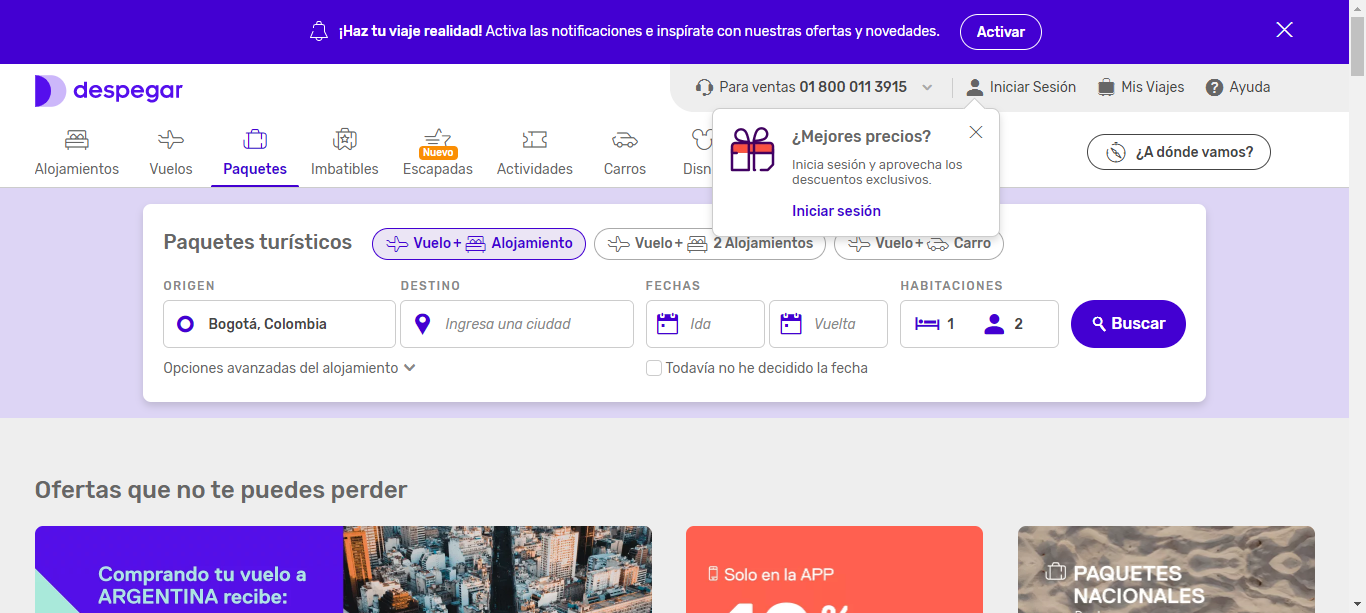 ¡Haz tu viaje realidad! Activa las notificaciones e inspírate con nuestras ofertas y novedades.
Activar
despegar
Para ventas 01 800 011 3915
Iniciar Sesión
Mis Viajes
Ayuda
Alojamientos
Vuelos
Paquetes
Imbatibles
Nuevo
Escapadas
Actividades
Carros
Disn
¿Mejores precios?
Inicia sesión y aprovecha los
descuentos exclusivos.
Iniciar sesión
¿A dónde vamos?
Paquetes turísticos
Vuelo + Alojamiento
Vuelo + 2 Alojamientos
Vuelo + Carro
ORIGEN
DESTINO
FECHAS
HABITACIONES
Bogotá, Colombia
Ingresa una ciudad
Ida
Vuelta
1
2
Buscar
Opciones avanzadas del alojamiento
Todavía no he decidido la fecha
Ofertas que no te puedes perder
Comprando tu vuelo a
ARGENTINA recibe:
Solo en la APP
PAQUETES
NACIONALES